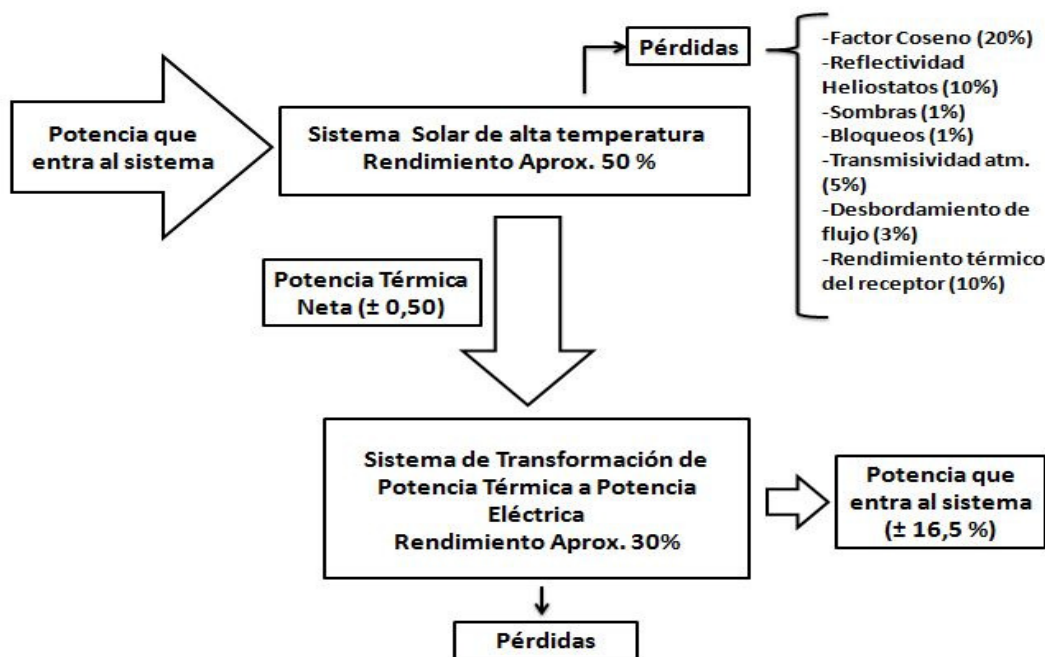 Potencia que
entra al sistema
Sistema Solar de alta temperatura
Rendimiento Aprox. 50 %
Pérdidas
-Factor Coseno (20%)
-Reflectividad
Heliostatos (10%)
-Sombras (1%)
-Bloqueos (1%)
-Transmisividad atm.
(5%)
-Desbordamiento de
flujo (3%)
-Rendimiento térmico
del receptor (10%)
Potencia Térmica
Neta (± 0,50)
Sistema de Transformación de
Potencia Térmica a Potencia
Eléctrica
Rendimiento Aprox. 30%
Potencia que
entra al sistema
(± 16,5 %)
Pérdidas